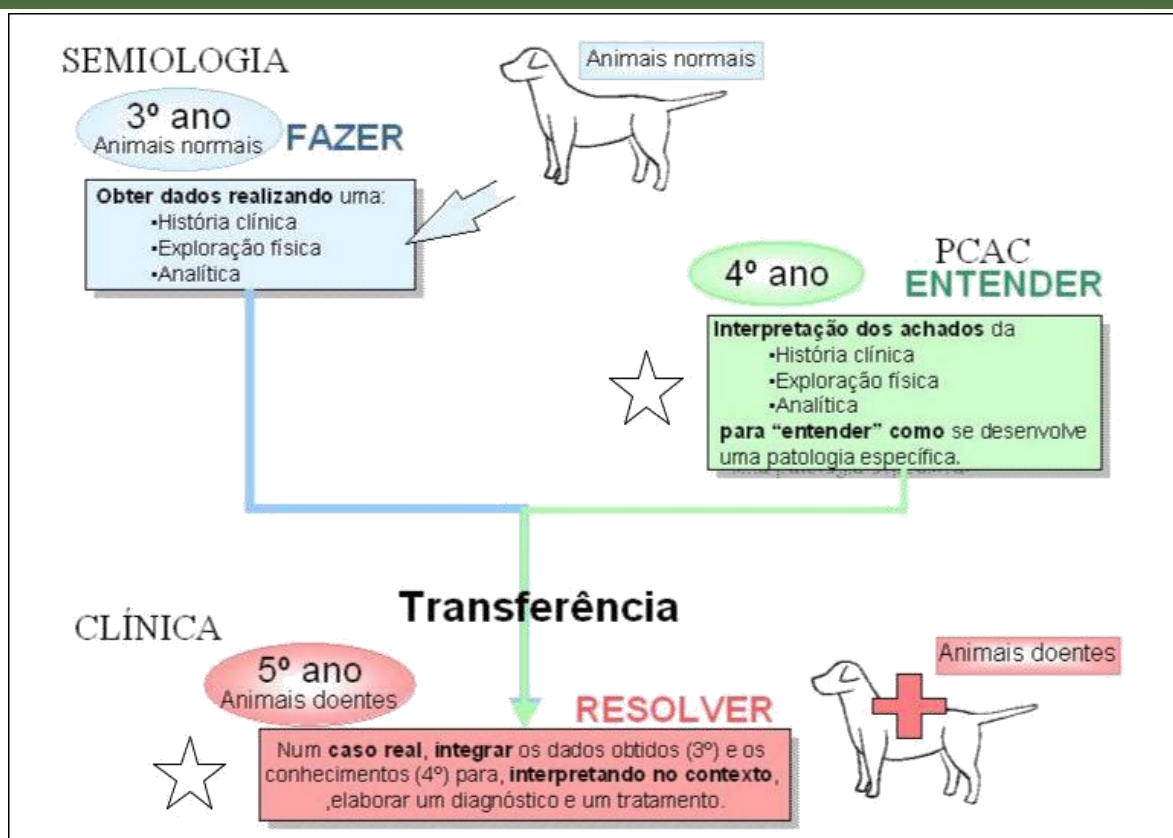 SEMIOLOGIA
Animais normais
3º ano
Animais normais
FAZER
Obter dados realizando uma:
▪História clínica
▪Exploração física
▪Analítica
PCAC
4º ano
ENTENDER
Interpretação dos achados da
▪História clínica
▪Exploração física
▪Analítica
para “entender” como se desenvolve
uma patologia específica.
Transferência
CLÍNICA
5º ano
Animais doentes
Animais doentes
RESOLVER
Num caso real, integrar os dados obtidos (3º) e os
conhecimentos (4º) para, interpretando no contexto,
,elaborar um diagnóstico e um tratamento.